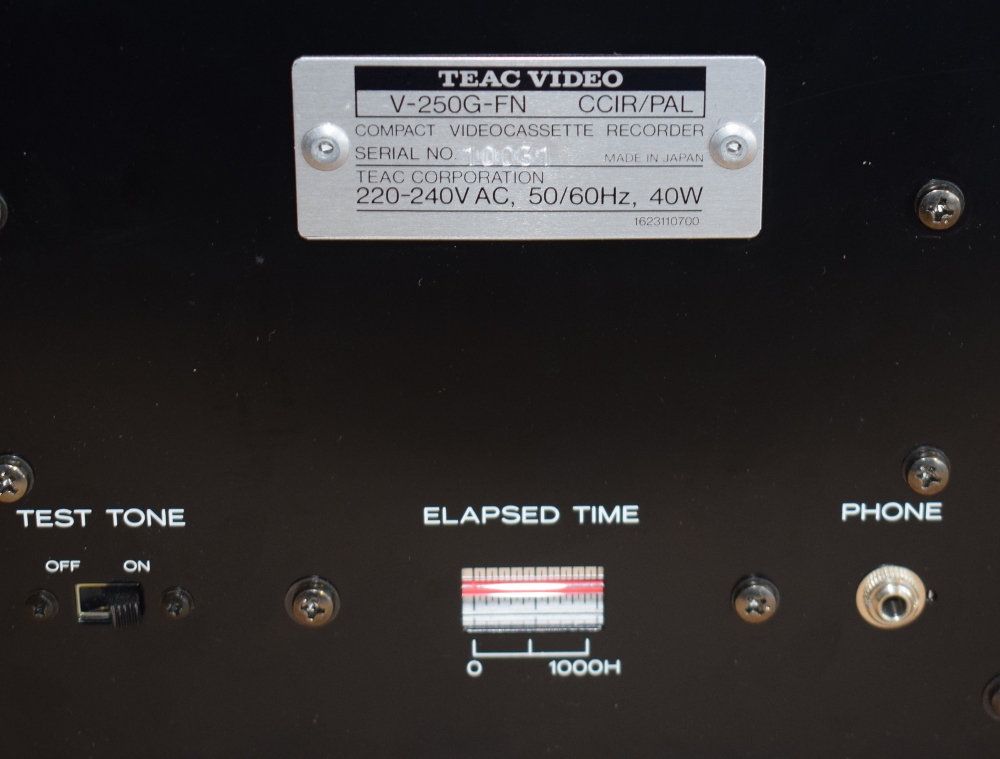 TEAC VIDEO
V-250G-FN CCIR/PAL
COMPACT VIDEOCASSETTE RECORDER
SERIAL NO. MADE IN JAPAN
TEAC CORPORATION
220-240V AC, 50/60Hz, 40W
1623110700
TEST TONE ELAPSED TIME PHONE
OFF ON
0 1000H